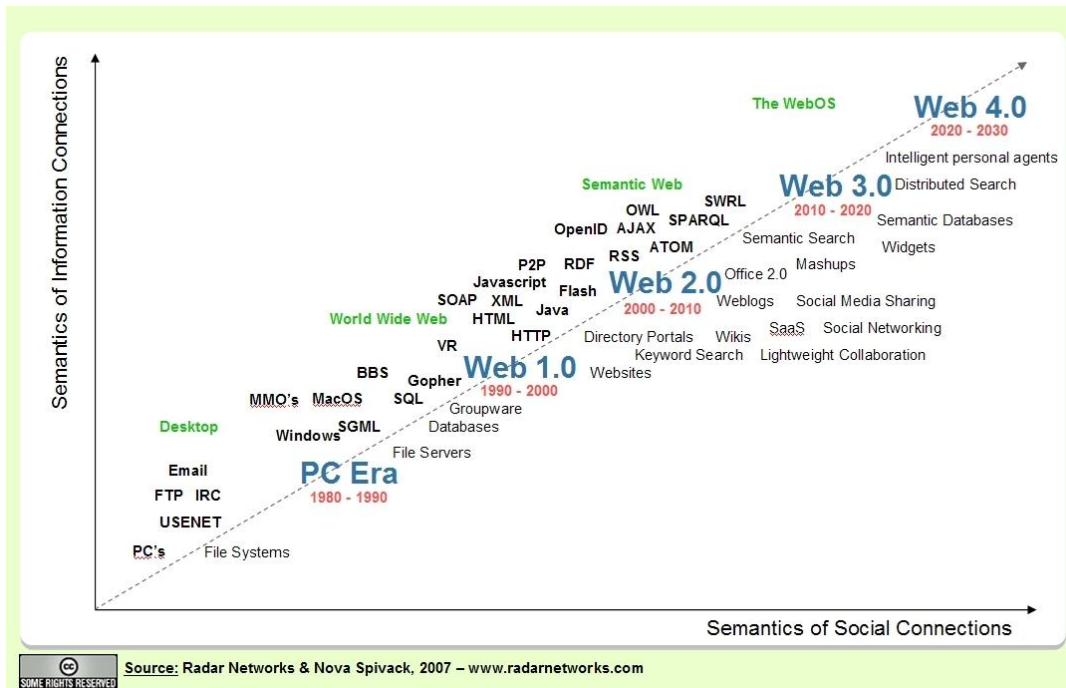 Semantics of Information Connections
The WebOS
Web 4.0
2020 - 2030
Intelligent personal agents
Semantic Web
Web 3.0
Distributed Search
2010 - 2020
SWRL
OWL
SPARQL
Semantic Databases
OpenID
AJAX
ATOM
Semantic Search
Widgets
RSS
P2P
RDF
Mashups
Javascript
Flash
Web 2.0
Office 2.0
SOAP
XML
Java
2000 - 2010
Weblogs
Social Media Sharing
World Wide Web
HTML
HTTP
Directory Portals
Wikis
SaaS
Social Networking
VR
Keyword Search
Lightweight Collaboration
Web 1.0
Websites
BBS
Gopher
1990 - 2000
MMO's
MacOS
SQL
Groupware
Desktop
Windows
SGML
Databases
File Servers
Email
PC Era
FTP
IRC
1980 - 1990
USENET
PC's
File Systems
Semantics of Social Connections
cc
SOME RIGHTS RESERVED
Source: Radar Networks & Nova Spivack, 2007 – www.radarnetworks.com